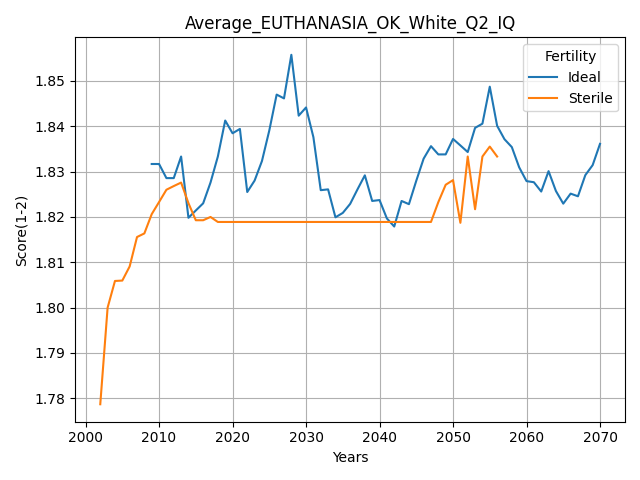 Average_EUTHANASIA_OK_White_Q2_IQ
Fertility
Ideal
Sterile
Score(1-2)
1.85
1.84
1.83
1.82
1.81
1.80
1.79
1.78
2000 2010 2020 2030 2040 2050 2060 2070
Years